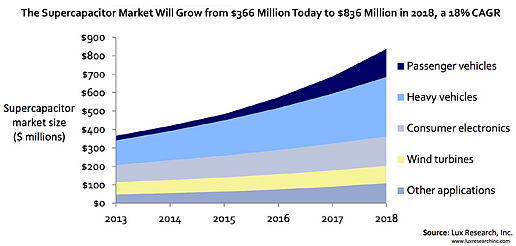 The Supercapacitor Market Will Grow from $366 Million Today to $836 Million in 2018, a 18% CAGR
$900
$800
$700
$600
$500
$400
$300
$200
$100
$0
Supercapacitor
market size
($ millions)
2013 2014 2015 2016 2017 2018
Passenger vehicles
Heavy vehicles
Consumer electronics
Wind turbines
Other applications
Source: Lux Research, Inc.
www.luxresearchinc.com